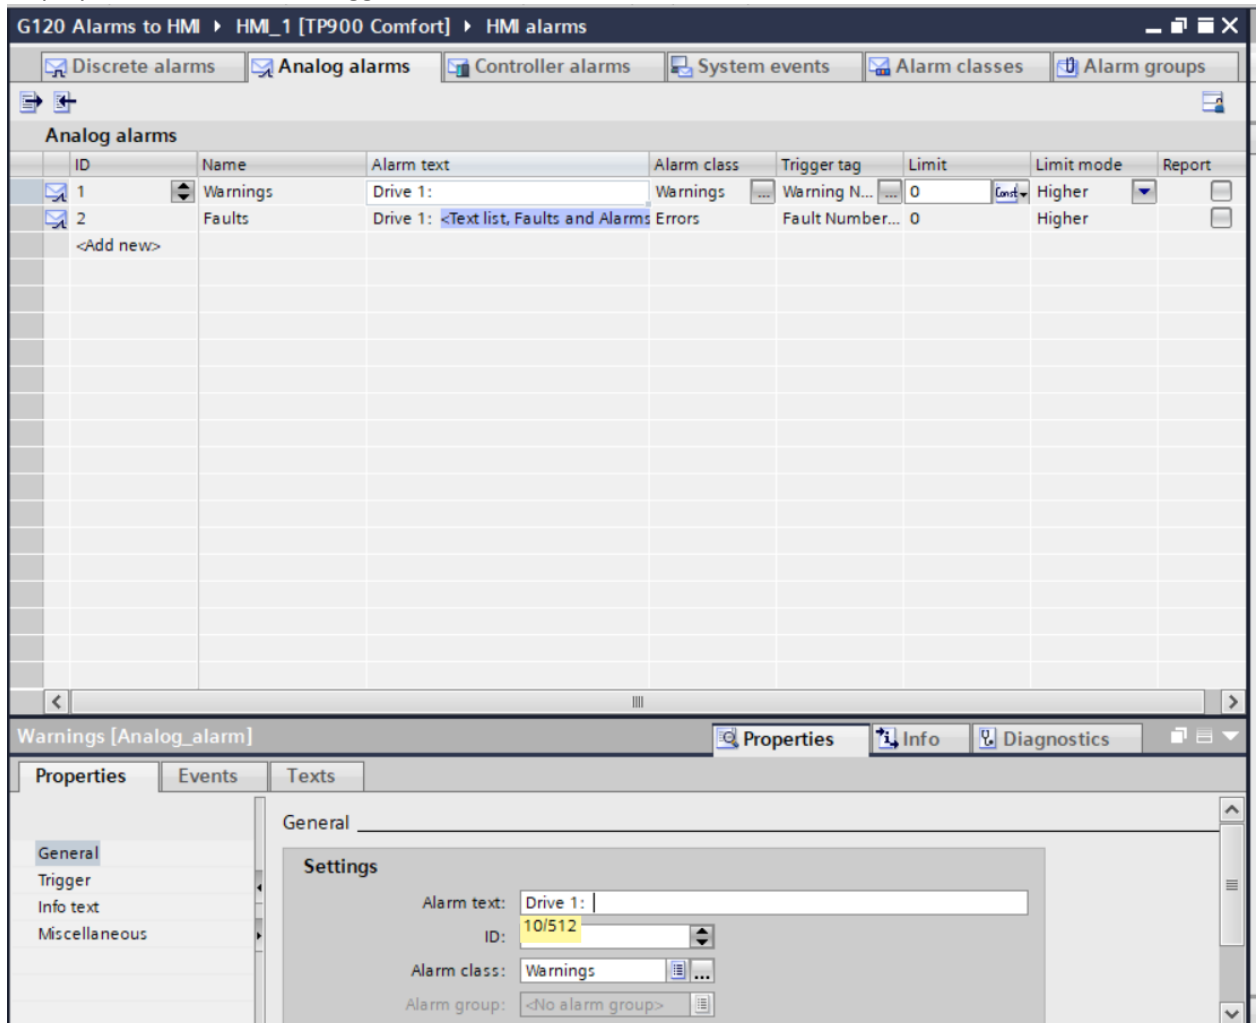 G120 Alarms to HMI ▸ HMI_1 [TP900 Comfort] ▸ HMI alarms
Discrete alarms Analog alarms Controller alarms System events Alarm classes Alarm groups
Analog alarms
ID Name Alarm text Alarm class Trigger tag Limit Limit mode Report
1 Warnings Drive 1: Warnings ... Warning N... ... 0 Const Higher
2 Faults Drive 1: <Text list, Faults and Alarms Errors Fault Number... 0 Higher
<Add new>
Warnings [Analog_alarm] Properties Info Diagnostics
Properties Events Texts
General
General
Settings
Trigger
Info text
Alarm text: Drive 1:
10/512
Miscellaneous
ID:
Alarm class: Warnings ...
Alarm group: <No alarm group>